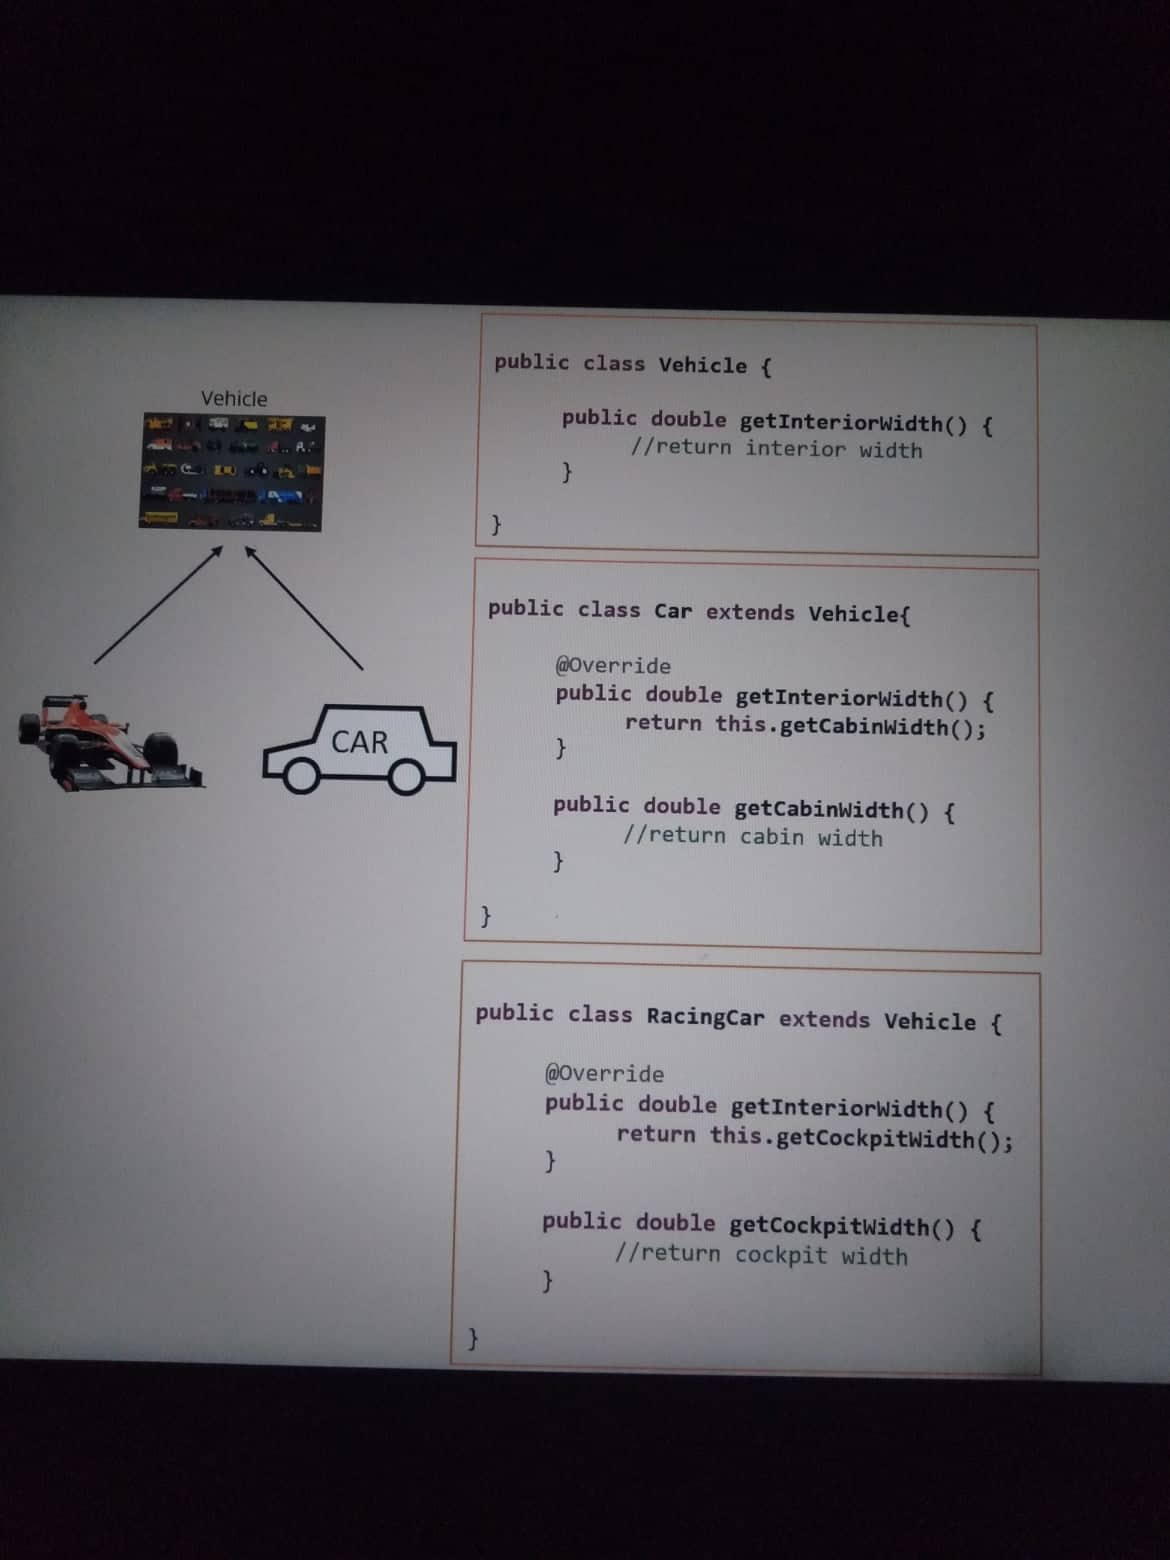 Vehicle
CAR
public class Vehicle {
public double getInteriorWidth() {
//return interior width
}
}
public class Car extends Vehicle{
@Override
public double getInteriorWidth() {
return this.getCabinWidth();
}
public double getCabinWidth() {
//return cabin width
}
}
public class RacingCar extends Vehicle {
@Override
public double getInteriorWidth() {
return this.getCockpitWidth();
}
public double getCockpitWidth() {
//return cockpit width
}
}